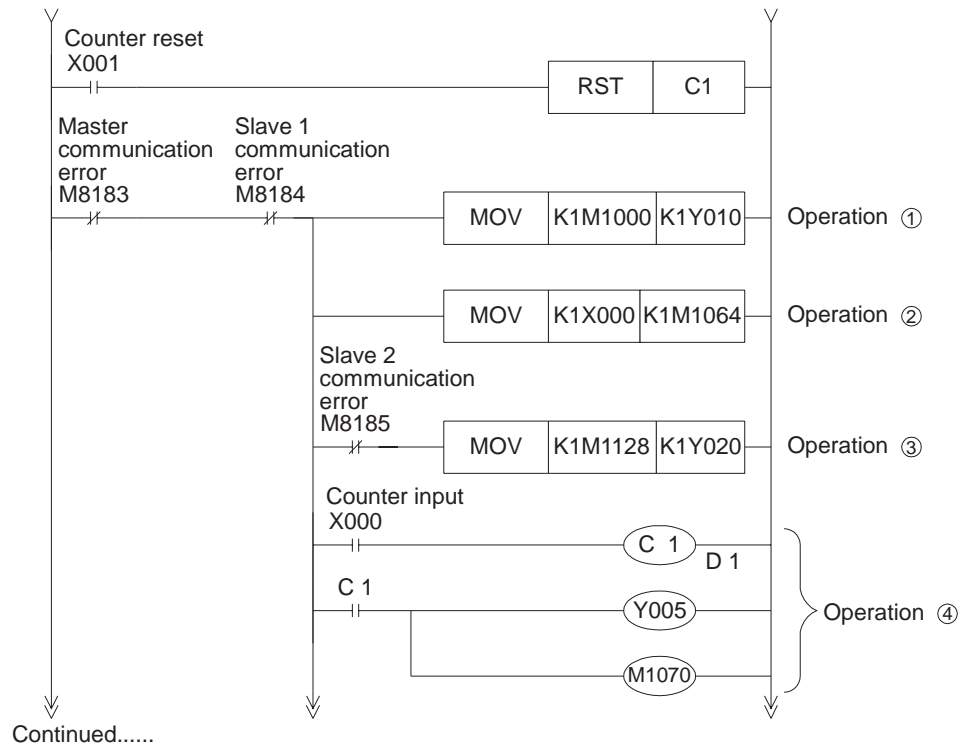 Counter reset
X001
RST C1
Master
communication
error
M8183
Slave 1
communication
error
M8184
MOV K1M1000 K1Y010
Operation ①
MOV K1X000 K1M1064
Operation ②
Slave 2
communication
error
M8185
MOV K1M1128 K1Y020
Operation ③
Counter input
X000
C 1
D 1
C 1
Y005
Operation ④
M1070
Continued......